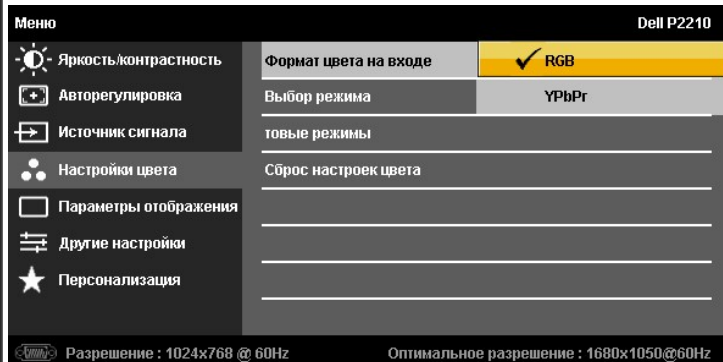 Меню Dell P2210
Яркость/контрастность Формат цвета на входе RGB
Авторегулировка Выбор режима YPbPr
Источник сигнала товые режимы
Настройки цвета Сброс настроек цвета
Параметры отображения
Другие настройки
Персонализация
Разрешение : 1024x768 @ 60Hz Оптимальное разрешение : 1680x1050@60Hz